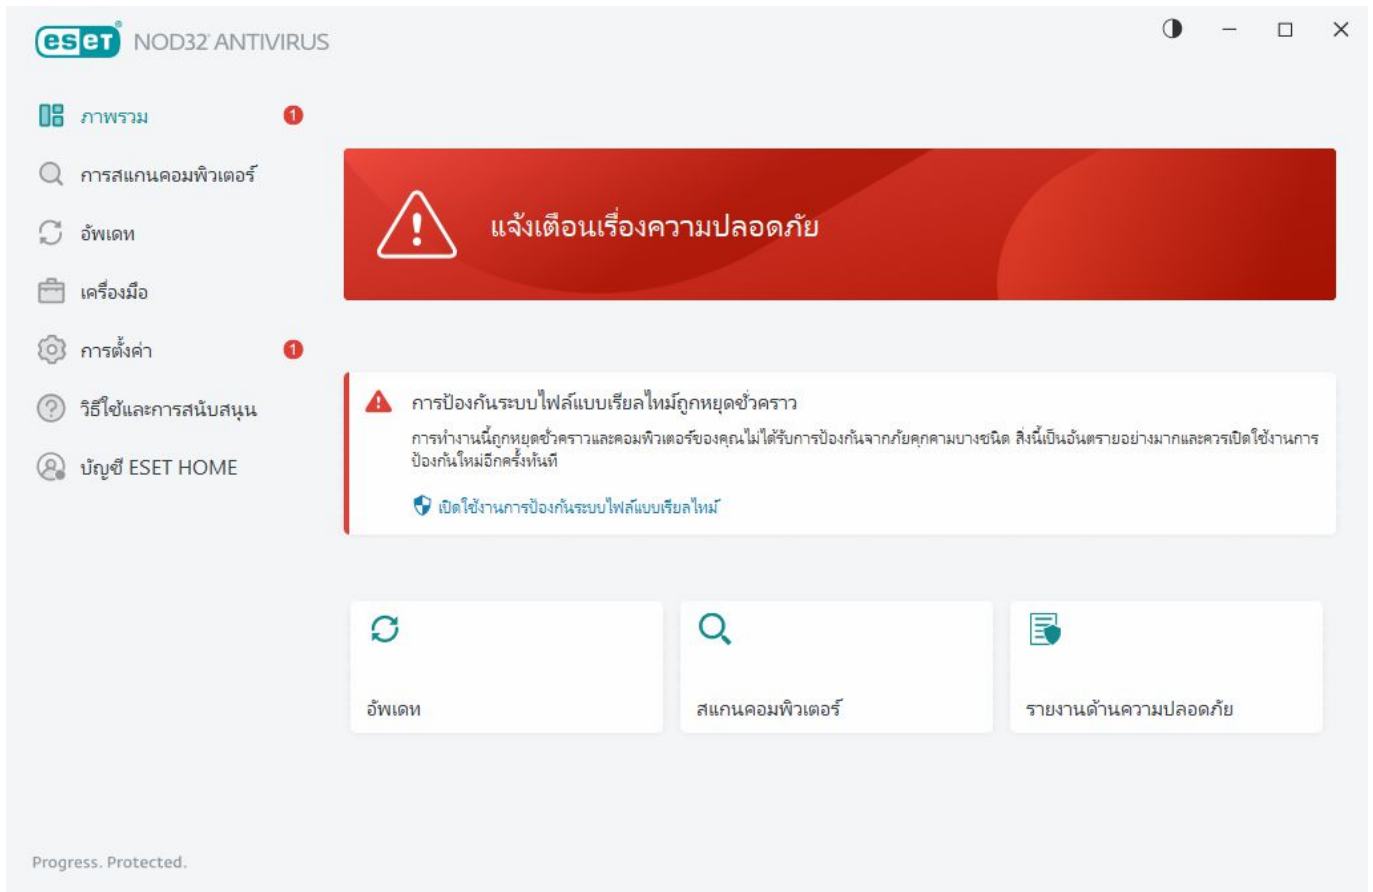 eset NOD32 ANTIVIRUS
ภาพรวม 1
การสแกนคอมพิวเตอร์
อัพเดท
เครื่องมือ
การตั้งค่า 1
วิธีใช้และการสนับสนุน
บัญชี ESET HOME
แจ้งเตือนเรื่องความปลอดภัย
การป้องกันระบบไฟล์แบบเรียลไทม์ถูกหยุดชั่วคราว
การทำงานนี้ถูกหยุดชั่วคราวและคอมพิวเตอร์ของคุณไม่ได้รับการป้องกันจากภัยคุกคามบางชนิด สิ่งนี้เป็นอันตรายอย่างมากและควรเปิดใช้งานการ
ป้องกันใหม่อีกครั้งทันที
เปิดใช้งานการป้องกันระบบไฟล์แบบเรียลไทม์
อัพเดท
สแกนคอมพิวเตอร์
รายงานด้านความปลอดภัย
Progress. Protected.